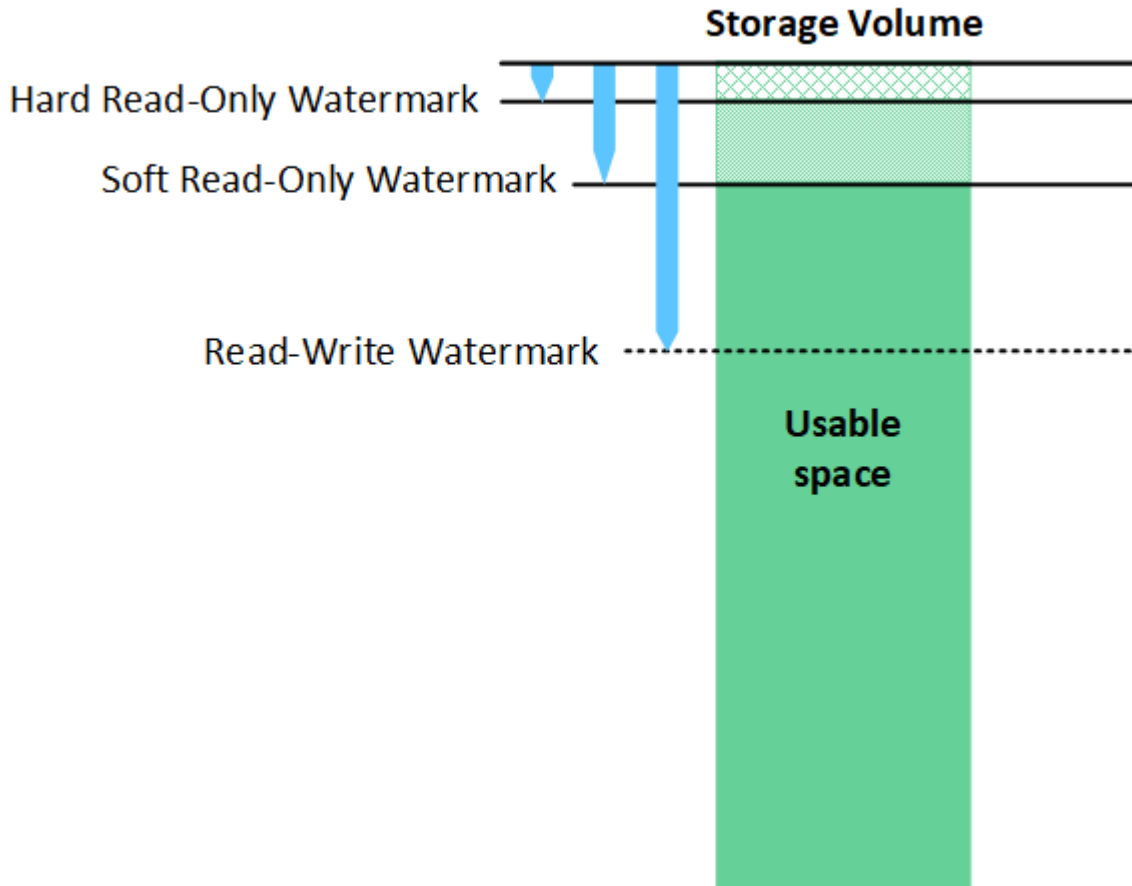 Storage Volume
Hard Read-Only Watermark
Soft Read-Only Watermark
Read-Write Watermark
Usable
space